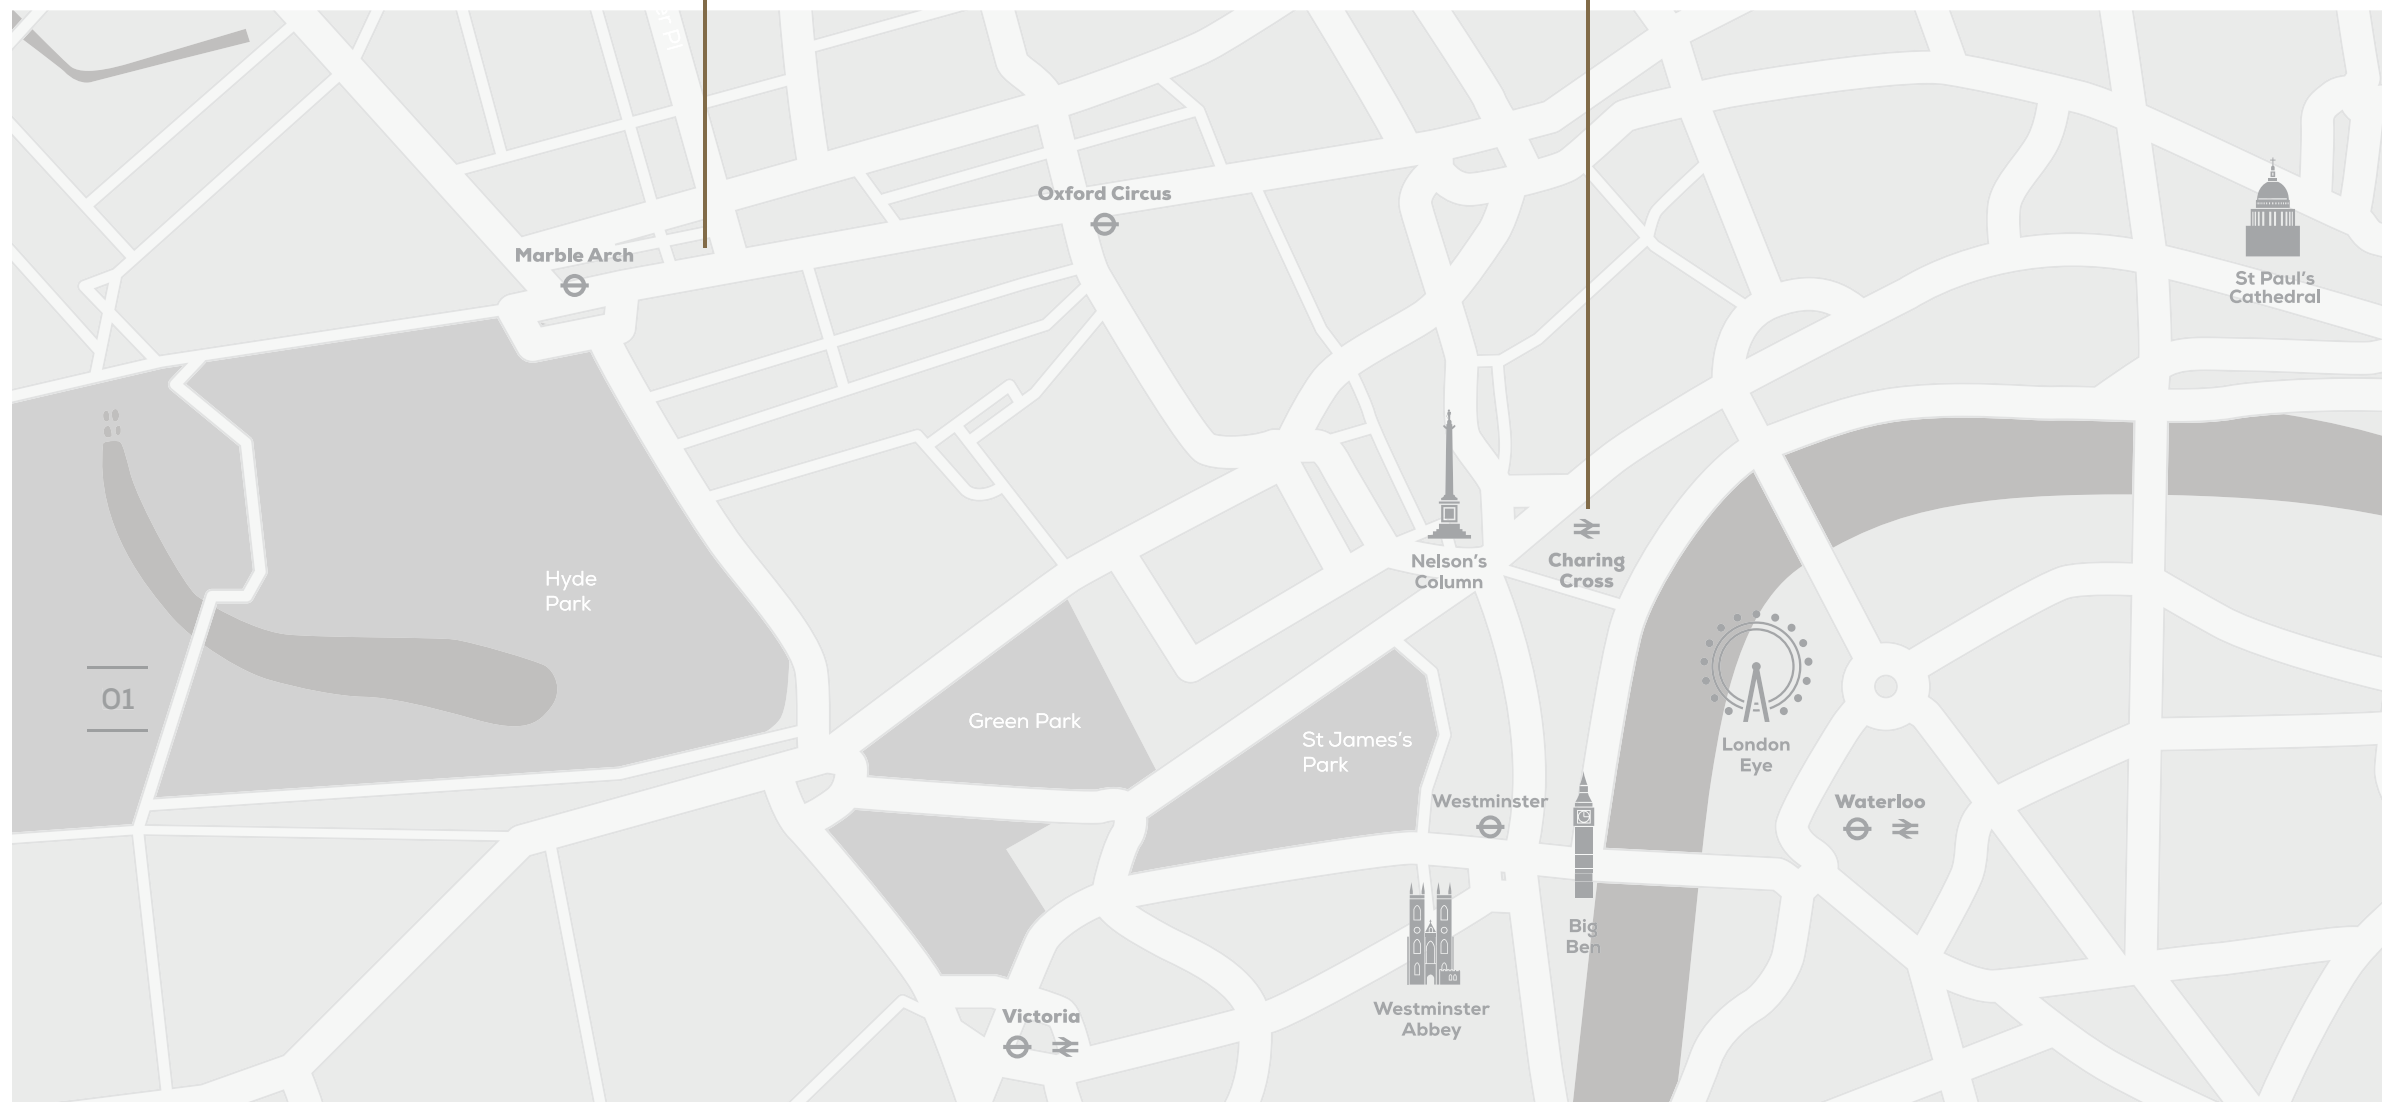 Oxford Circus
Marble Arch
St Paul's
Cathedral
Nelson's
Column
Charing
Cross
Hyde
Park
01
Green Park
St James's
Park
London
Eye
Westminster
Waterloo
Big
Ben
Westminster
Abbey
Victoria